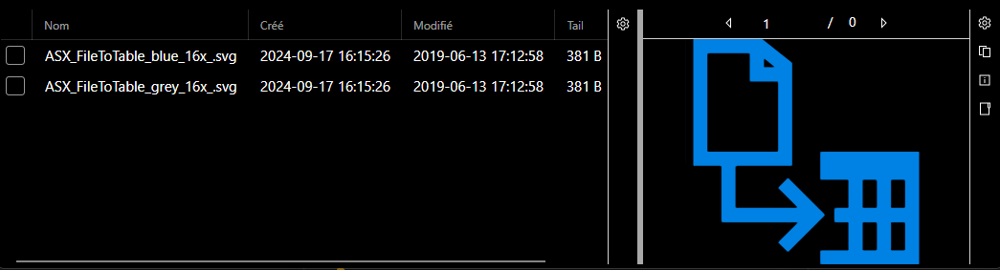 Nom Créé Modifié Tail
ASX_FileToTable_blue_16x_.svg 2024-09-17 16:15:26 2019-06-13 17:12:58 381 B
ASX_FileToTable_grey_16x_.svg 2024-09-17 16:15:26 2019-06-13 17:12:58 381 B
1 / 0